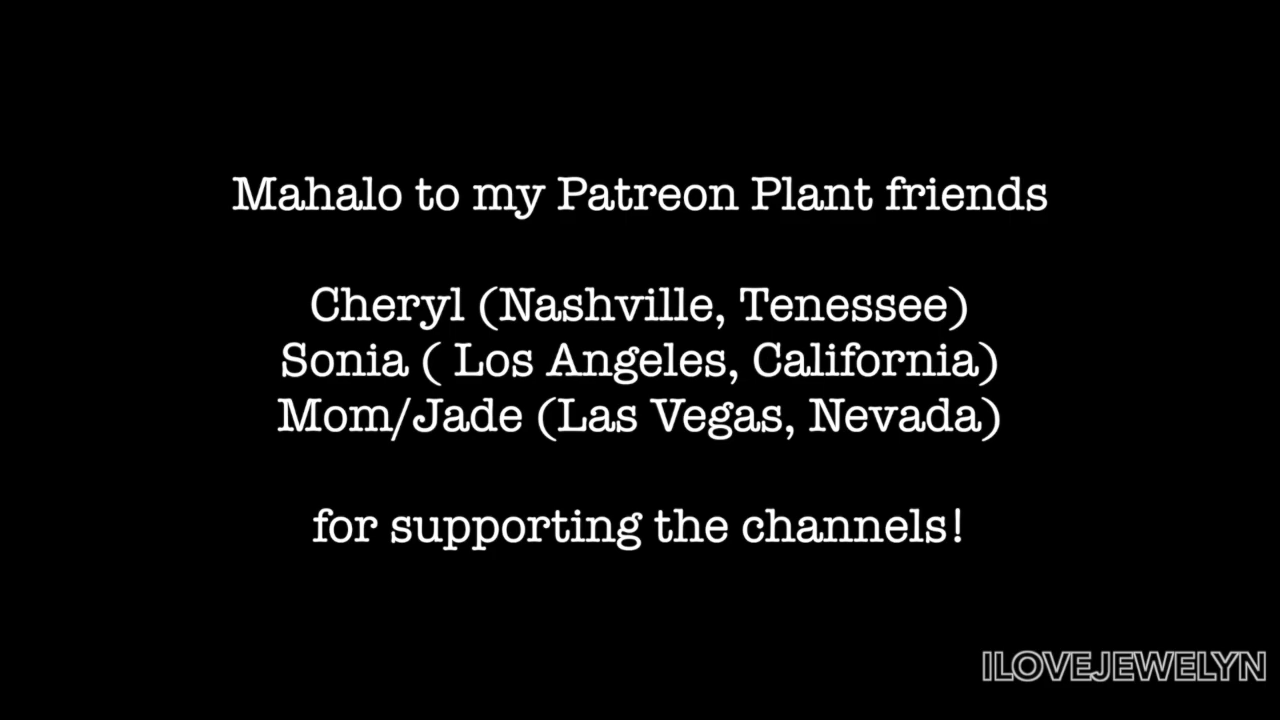 Mahalo to my Patreon Plant friends
Cheryl (Nashville, Tenessee)
Sonia ( Los Angeles, California)
Mom/Jade (Las Vegas, Nevada)
for supporting the channels!
ILOVEJEWELYN